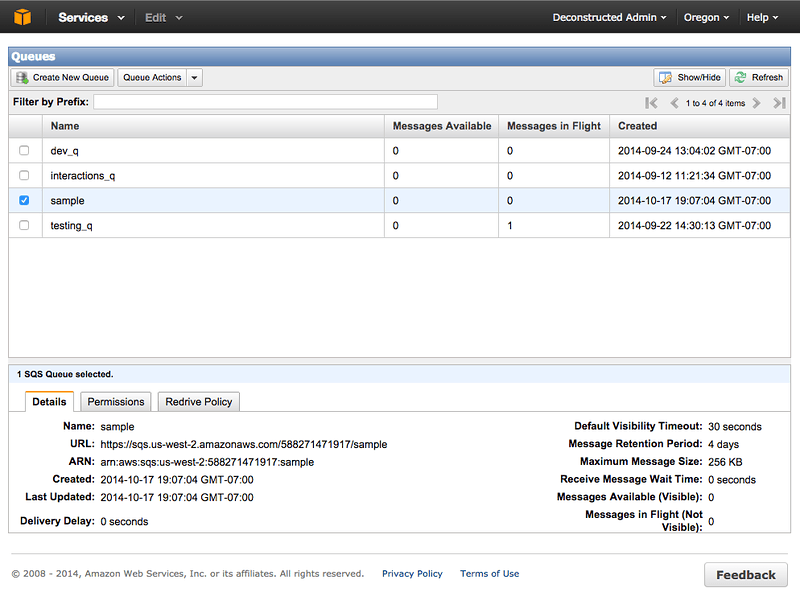 Services Edit Deconstructed Admin Oregon Help
Queues
Create New Queue Queue Actions Show/Hide Refresh
Filter by Prefix: 1 to 4 of 4 items
Name Messages Available Messages in Flight Created
dev_q 0 0 2014-09-24 13:04:02 GMT-07:00
interactions_q 0 0 2014-09-12 11:21:34 GMT-07:00
sample 0 0 2014-10-17 19:07:04 GMT-07:00
testing_q 0 1 2014-09-22 14:30:13 GMT-07:00
1 SQS Queue selected.
Details Permissions Redrive Policy
Name: sample
URL: https://sqs.us-west-2.amazonaws.com/588271471917/sample
ARN: arn:aws:sqs:us-west-2:588271471917:sample
Created: 2014-10-17 19:07:04 GMT-07:00
Last Updated: 2014-10-17 19:07:04 GMT-07:00
Delivery Delay: 0 seconds
Default Visibility Timeout: 30 seconds
Message Retention Period: 4 days
Maximum Message Size: 256 KB
Receive Message Wait Time: 0 seconds
Messages Available (Visible): 0
Messages in Flight (Not
Visible): 0
© 2008 - 2014, Amazon Web Services, Inc. or its affiliates. All rights reserved. Privacy Policy Terms of Use
Feedback